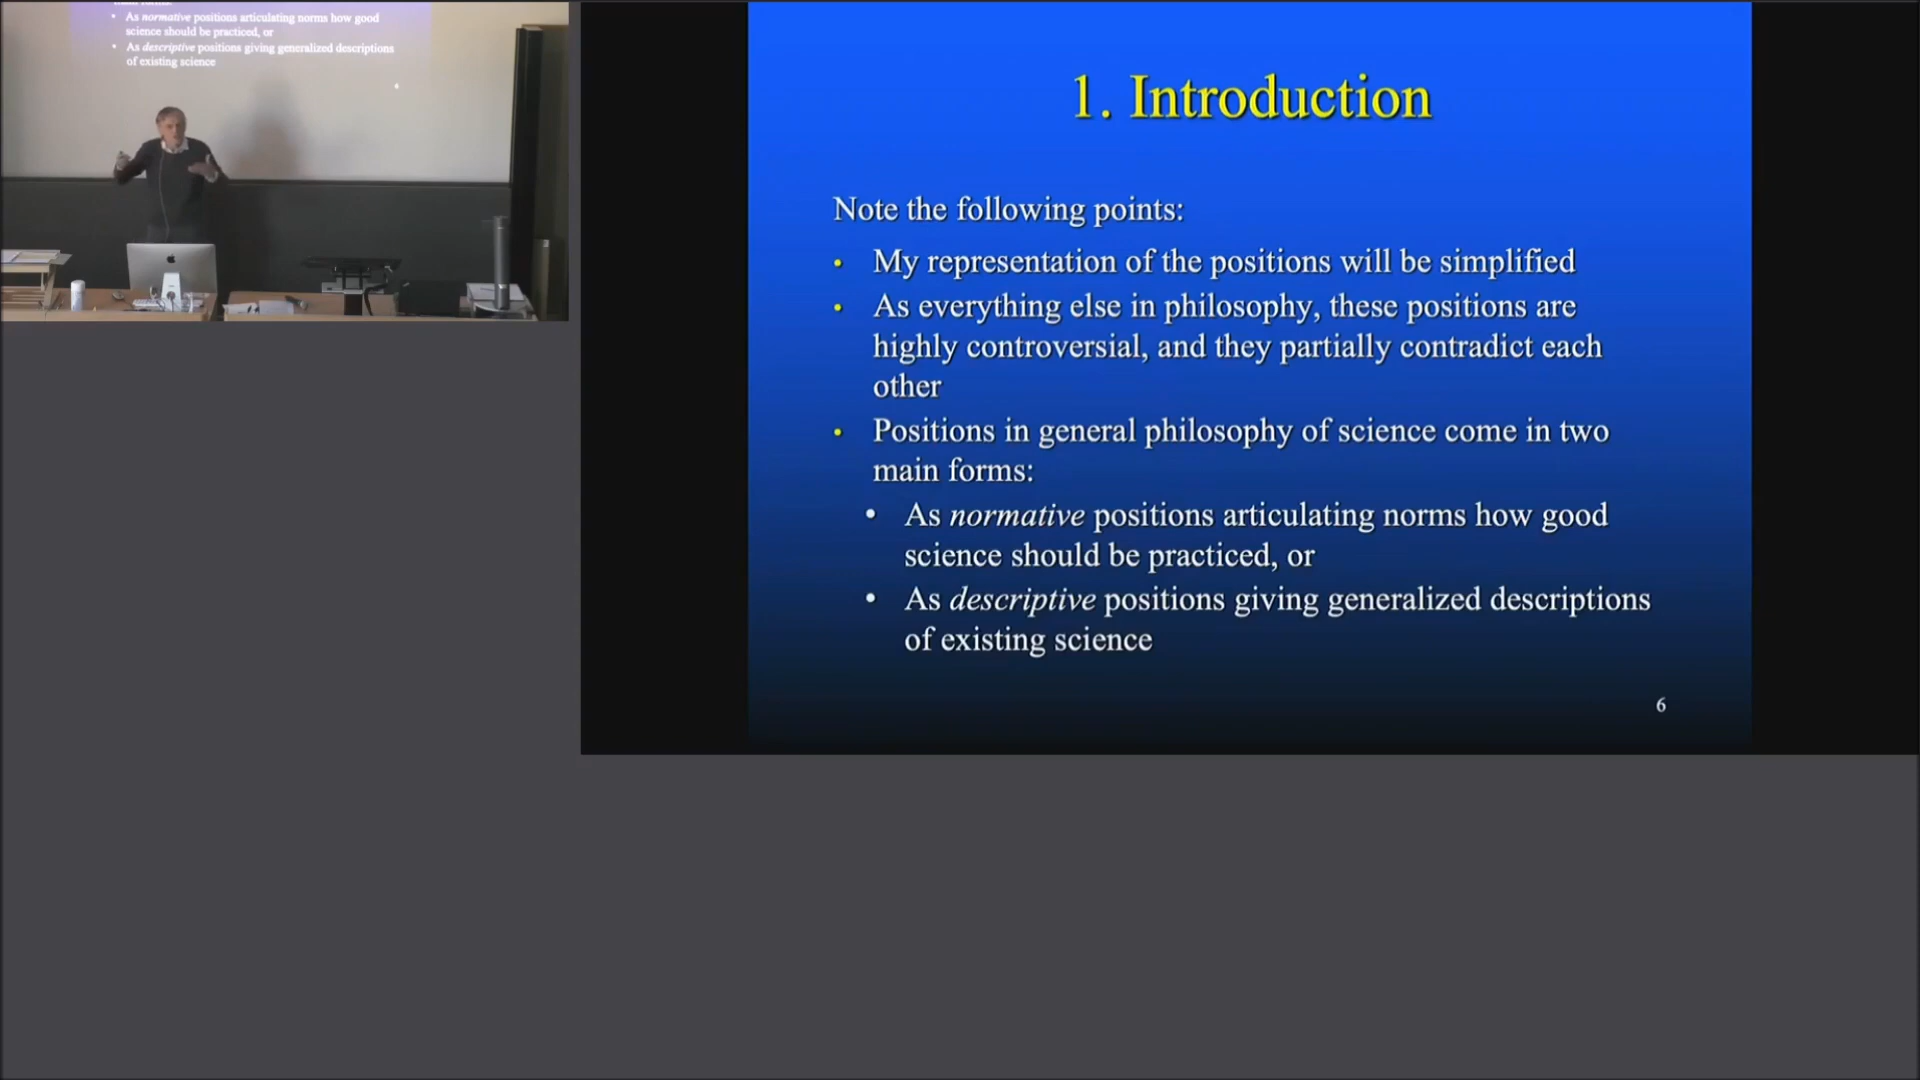 • As normative positions articulating norms how good
science should be practiced, or
• As descriptive positions giving generalized descriptions
of existing science
1. Introduction
Note the following points:
• My representation of the positions will be simplified
• As everything else in philosophy, these positions are
highly controversial, and they partially contradict each
other
• Positions in general philosophy of science come in two
main forms:
• As normative positions articulating norms how good
science should be practiced, or
• As descriptive positions giving generalized descriptions
of existing science
6